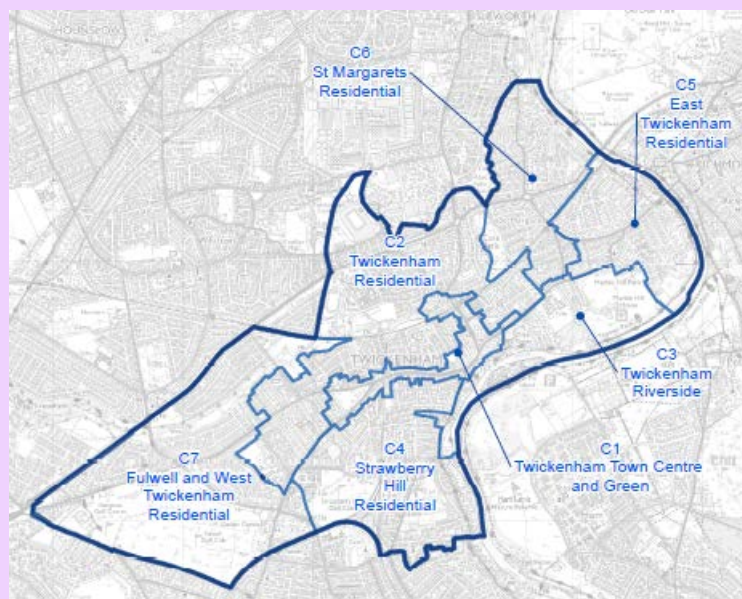 HOUNSLOW
C6
St Margarets
Residential
C5
East
Twickenham
Residential
C2
Twickenham
Residential
TWICKENHAM
C3
Twickenham
Riverside
C7
Fulwell and West
Twickenham
Residential
C4
Strawberry
Hill
Residential
C1
Twickenham Town Centre
and Green